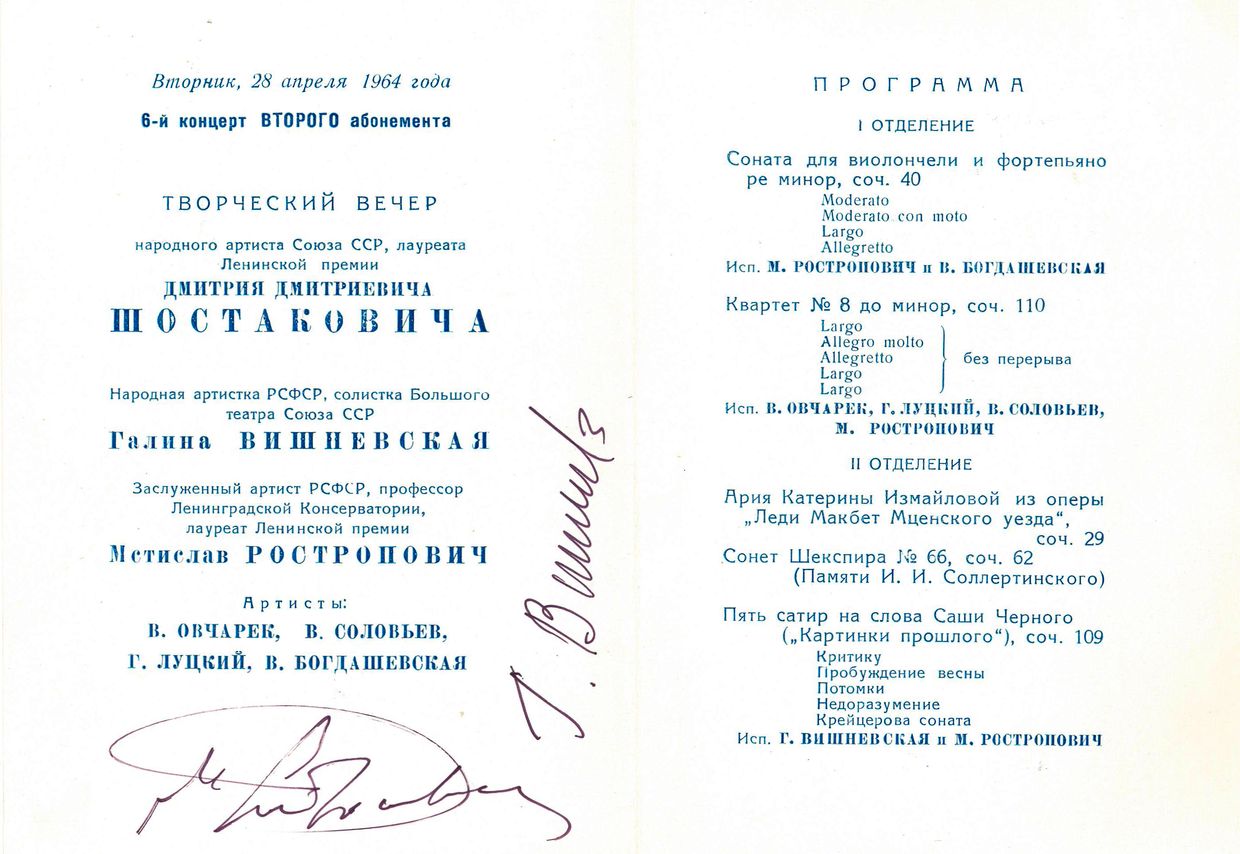 Вторник, 28 апреля 1964 года
6-й концерт ВТОРОГО абонемента
ТВОРЧЕСКИЙ ВЕЧЕР
народного артиста Союза ССР, лауреата
Ленинской премии
ДМИТРИЯ ДМИТРИЕВИЧА
ШОСТАКОВИЧА
Народная артистка РСФСР, солистка Большого
театра Союза ССР
Галина ВИШНЕВСКАЯ
Заслуженный артист РСФСР, профессор
Ленинградской Консерватории,
лауреат Ленинской премии
Мстислав РОСТРОПОВИЧ
Артисты:
В. ОВЧАРЕК, В. СОЛОВЬЕВ,
Г. ЛУЦКИЙ, В. БОГДАШЕВСКАЯ
ПРОГРАММА
I ОТДЕЛЕНИЕ
Соната для виолончели и фортепьяно
ре минор, соч. 40
Moderato
Moderato con moto
Largo
Allegretto
Исп. М. РОСТРОПОВИЧ и В. БОГДАШЕВСКАЯ
Квартет № 8 до минор, соч. 110
Largo
Allegro molto
Allegretto без перерыва
Largo
Largo
Исп. В. ОВЧАРЕК, Г. ЛУЦКИЙ, В. СОЛОВЬЕВ,
М. РОСТРОПОВИЧ
II ОТДЕЛЕНИЕ
Ария Катерины Измайловой из оперы
„Леди Макбет Мценского уезда“,
соч. 29
Сонет Шекспира № 66, соч. 62
(Памяти И. И. Соллертинского)
Пять сатир на слова Саши Черного
(„Картинки прошлого“), соч. 109
Критику
Пробуждение весны
Потомки
Недоразумение
Крейцерова соната
Исп. Г. ВИШНЕВСКАЯ и М. РОСТРОПОВИЧ